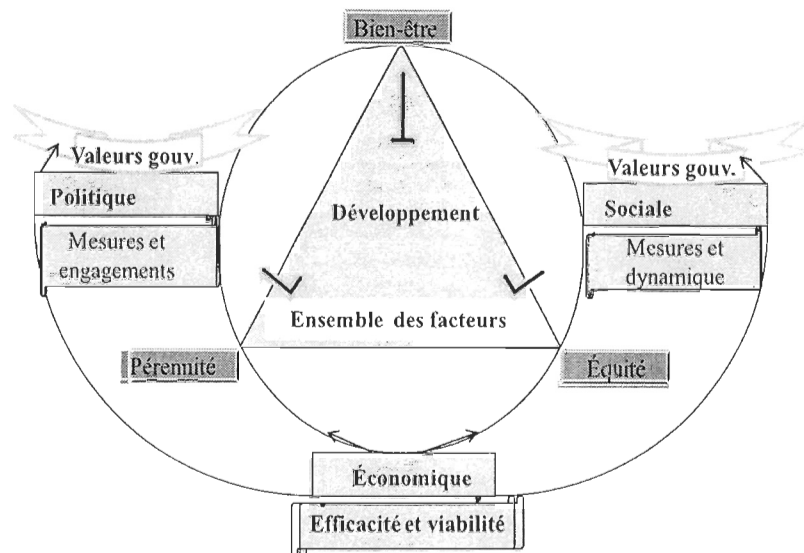 Bien-être
Valeurs gouv.
Politique
Mesures et
engagements
Valeurs gouv.
Sociale
Mesures et
dynamique
Développement
Ensemble des facteurs
Pérennité
Équité
Économique
Efficacité et viabilité